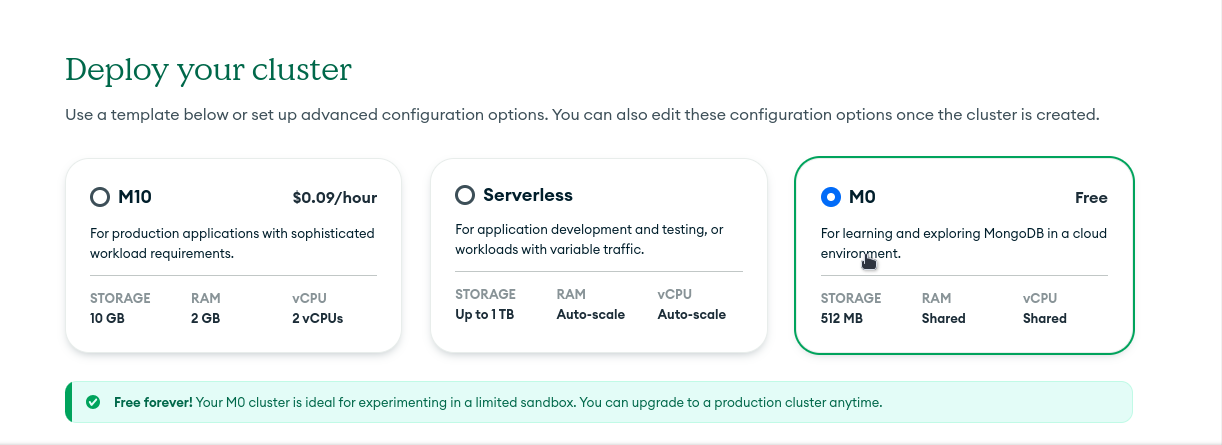 Deploy your cluster
Use a template below or set up advanced configuration options. You can also edit these configuration options once the cluster is created.
M10 $0.09/hour
For production applications with sophisticated
workload requirements.
STORAGE RAM vCPU
10 GB 2 GB 2 vCPUs
Serverless
For application development and testing, or
workloads with variable traffic.
STORAGE RAM vCPU
Up to 1 TB Auto-scale Auto-scale
M0 Free
For learning and exploring MongoDB in a cloud
environment.
STORAGE RAM vCPU
512 MB Shared Shared
Free forever! Your M0 cluster is ideal for experimenting in a limited sandbox. You can upgrade to a production cluster anytime.